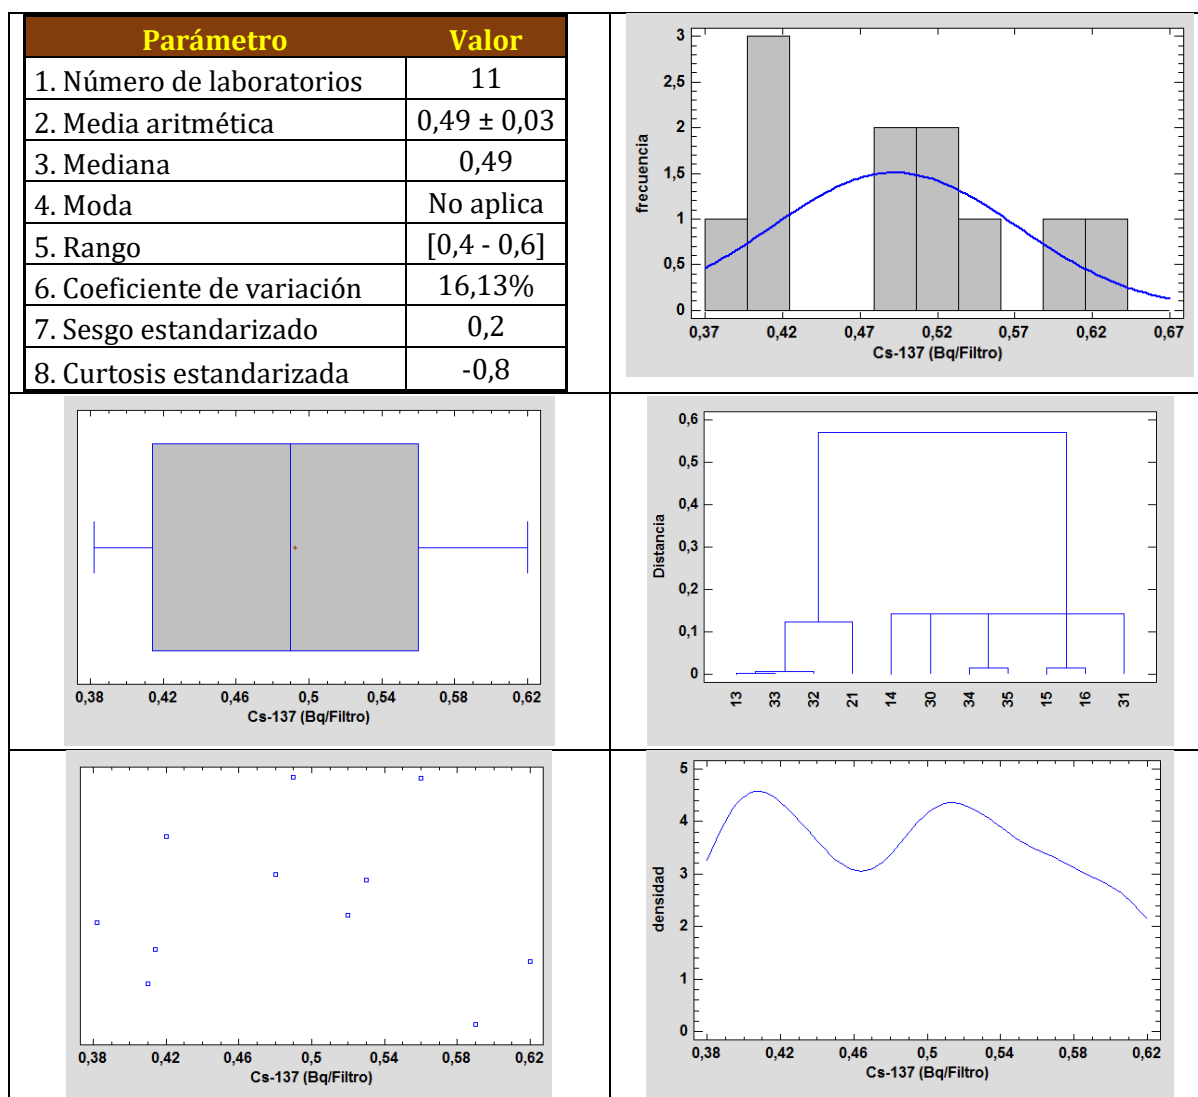 Parámetro Valor
1. Número de laboratorios 11
2. Media aritmética 0,49 ± 0,03
3. Mediana 0,49
4. Moda No aplica
5. Rango [0,4 - 0,6]
6. Coeficiente de variación 16,13%
7. Sesgo estandarizado 0,2
8. Curtosis estandarizada -0,8
3
2,5
2
1,5
1
0,5
0
frecuencia
0,37 0,42 0,47 0,52 0,57 0,62 0,67
Cs-137 (Bq/Filtro)
0,38 0,42 0,46 0,5 0,54 0,58 0,62
Cs-137 (Bq/Filtro)
0,6
0,5
0,4
0,3
0,2
0,1
0
Distancia
13 33 32 21 14 30 34 35 15 16 31
0,38 0,42 0,46 0,5 0,54 0,58 0,62
Cs-137 (Bq/Filtro)
5
4
3
2
1
0
densidad
0,38 0,42 0,46 0,5 0,54 0,58 0,62
Cs-137 (Bq/Filtro)